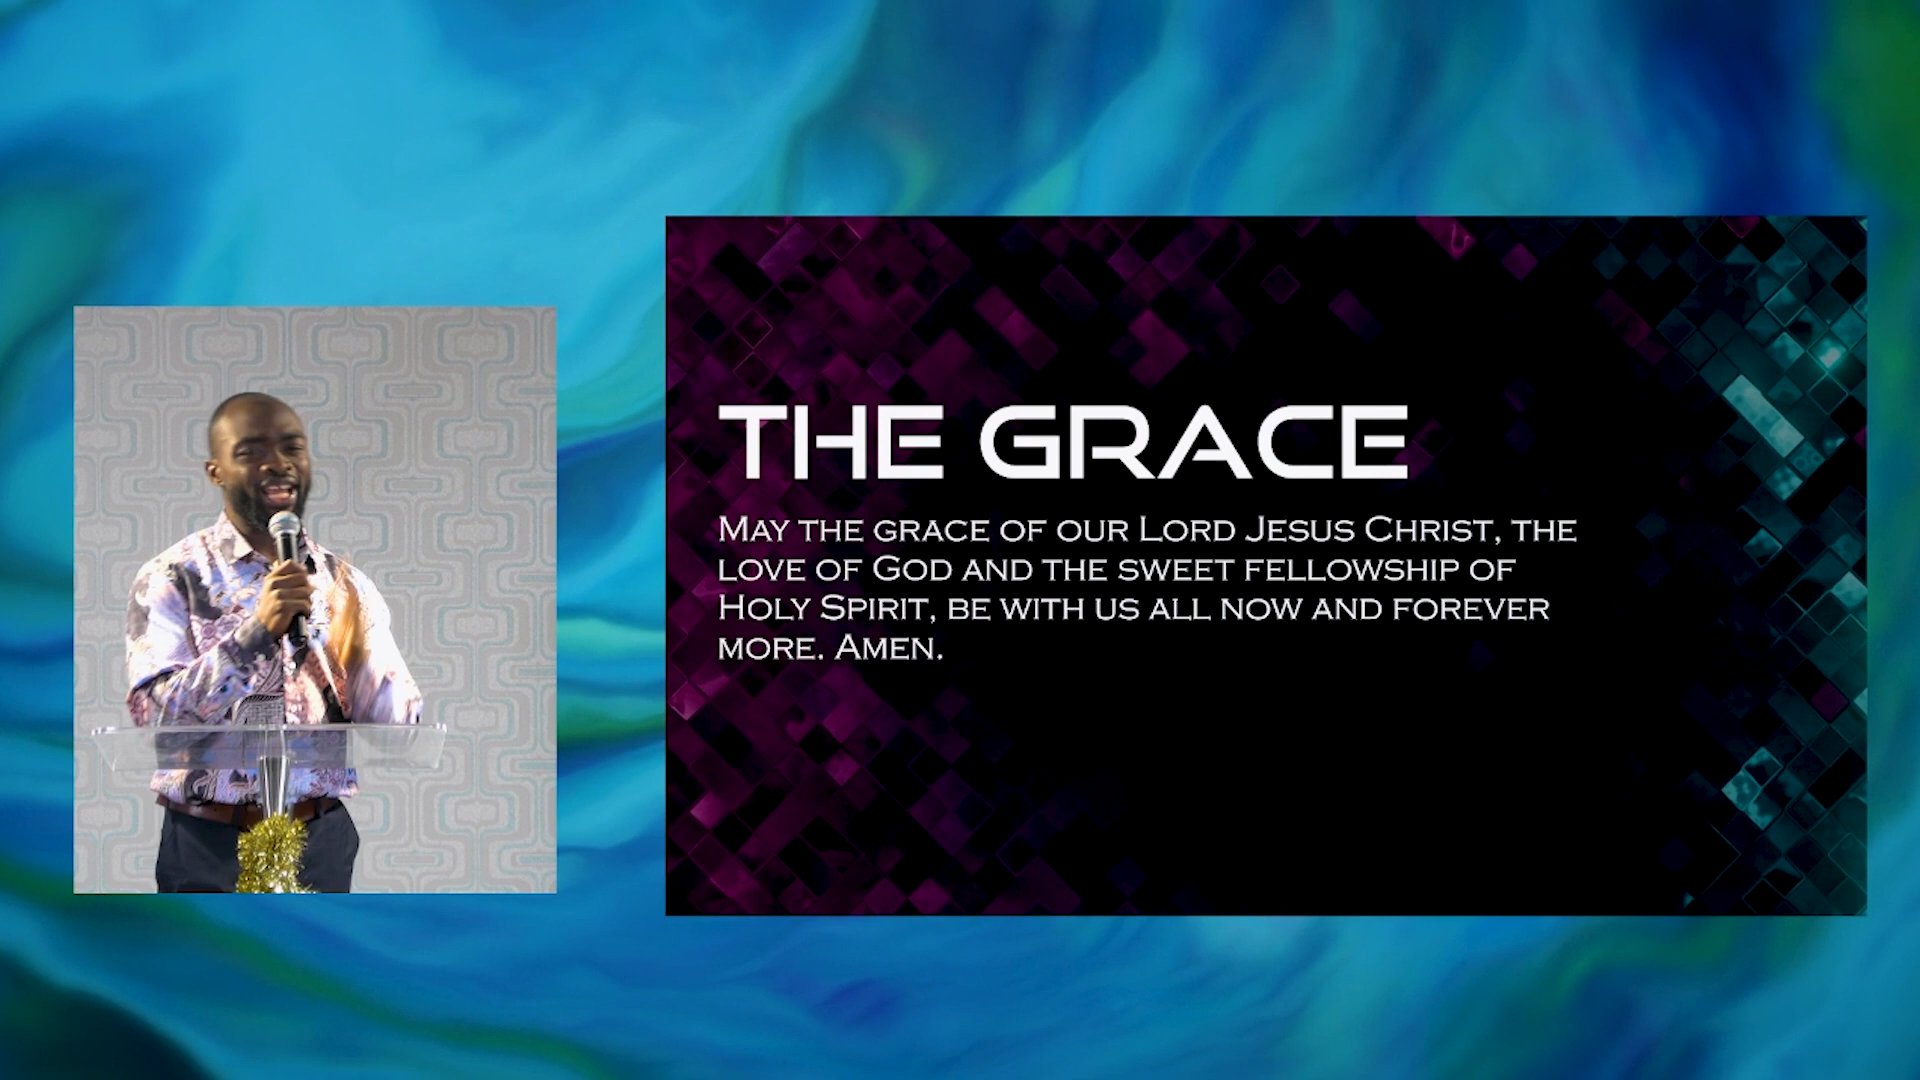 THE GRACE
May the grace of our Lord Jesus Christ, the
love of God and the sweet fellowship of
Holy Spirit, be with us all now and forever
more. Amen.